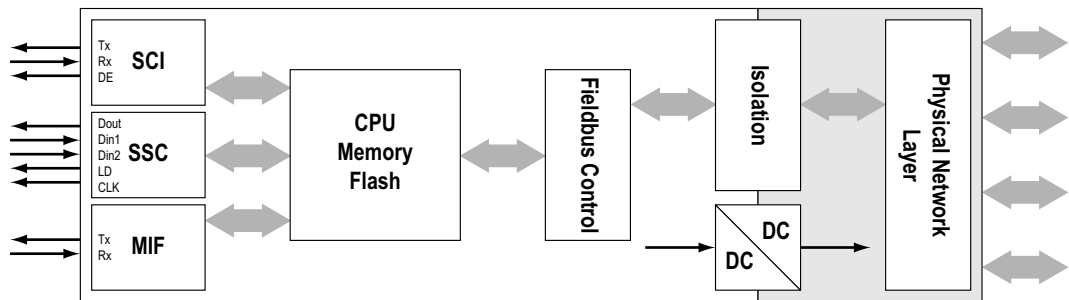 Tx
Rx
DE
SCI
Dout
Din1
Din2
LD
CLK
SSC
Tx
Rx
MIF
CPU
Memory
Flash
Fieldbus Control
Isolation
DC
DC
Physical Network
Layer